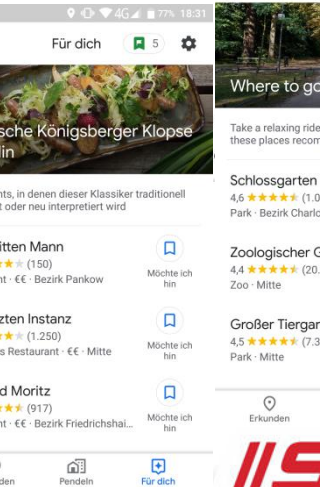 4G 77% 18:31
Für dich 5
sche Königsberger Klopse
lin
nts, in denen dieser Klassiker traditionell
t oder neu interpretiert wird
itten Mann
(150)
nt · €€ · Bezirk Pankow
Möchte ich
hin
zten Instanz
(1.250)
s Restaurant · €€ · Mitte
Möchte ich
hin
d Moritz
(917)
nt · €€ · Bezirk Friedrichshai...
Möchte ich
hin
den
Pendeln
Für dich
Where to go
Take a relaxing ride
these places recom
Schlossgarten
4,6 (1.0
Park · Bezirk Charlo
Zoologischer G
4,4 (20.
Zoo · Mitte
Großer Tiergar
4,5 (7.3
Park · Mitte
Erkunden